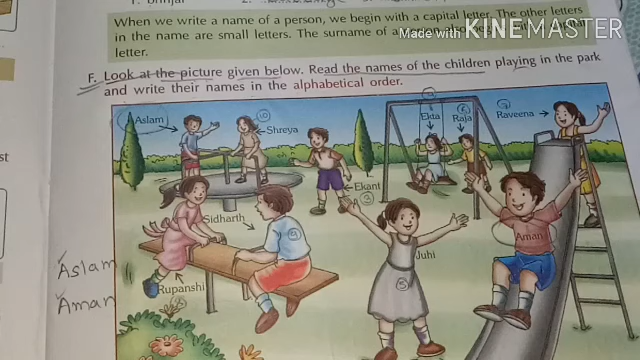 When we write a name of a person, we begin with a capital letter. The other letters
in the name are small letters. The surname of a
letter.
Made with KINEMASTER
F. Look at the picture given below. Read the names of the children playing in the park
and write their names in the alphabetical order.
Aslam
Shreya
Ekta
Raja
Raveena
Ekant
Sidharth
Aman
Juhi
Rupanshi
Aslam
Aman